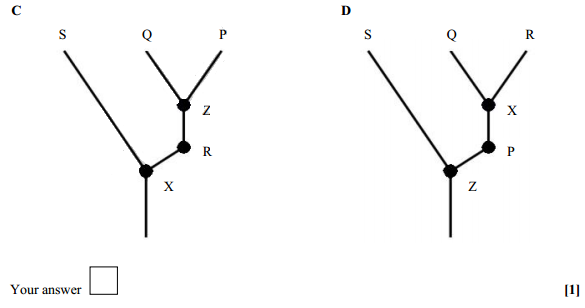 C D
S Q P S Q R
Z X
R P
X Z
Your answer [1]